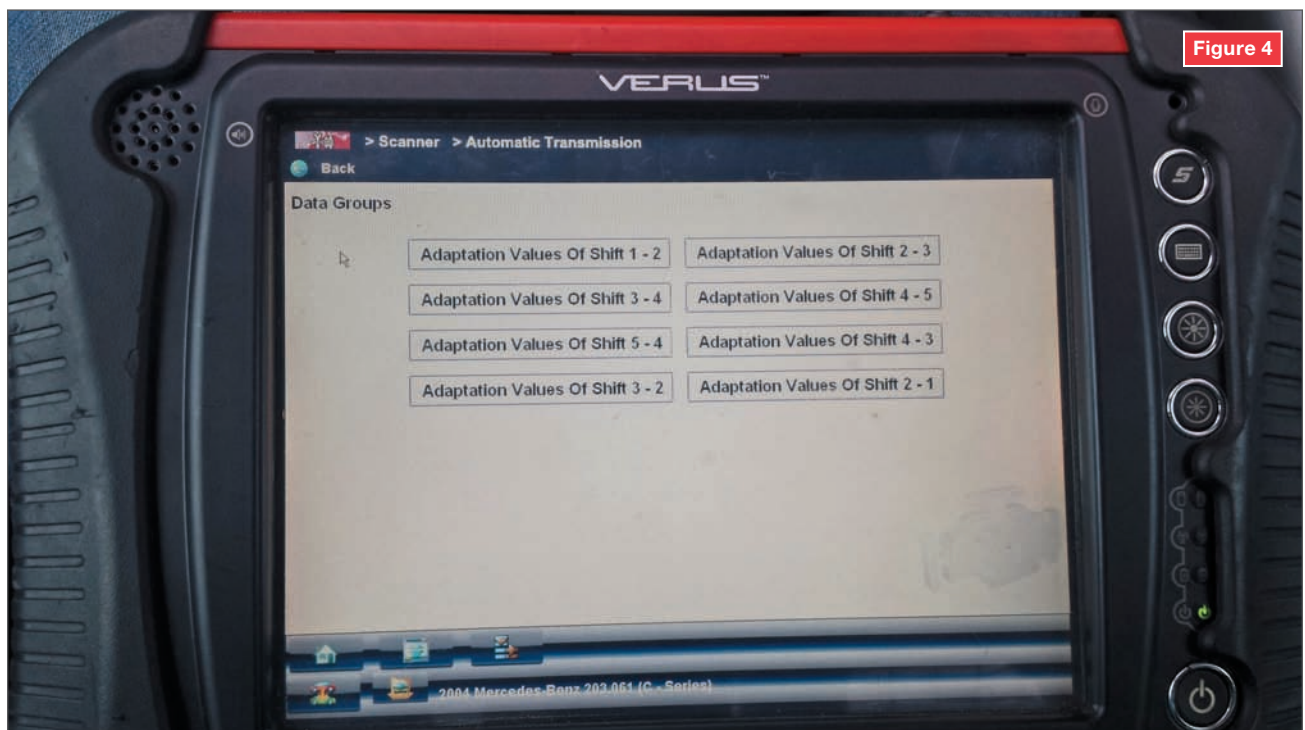 Figure 4
VERUS™
> Scanner > Automatic Transmission
Back
Data Groups
Adaptation Values Of Shift 1 - 2 Adaptation Values Of Shift 2 - 3
Adaptation Values Of Shift 3 - 4 Adaptation Values Of Shift 4 - 5
Adaptation Values Of Shift 5 - 4 Adaptation Values Of Shift 4 - 3
Adaptation Values Of Shift 3 - 2 Adaptation Values Of Shift 2 - 1
2004 Mercedes-Benz 203.061 (C - Series)